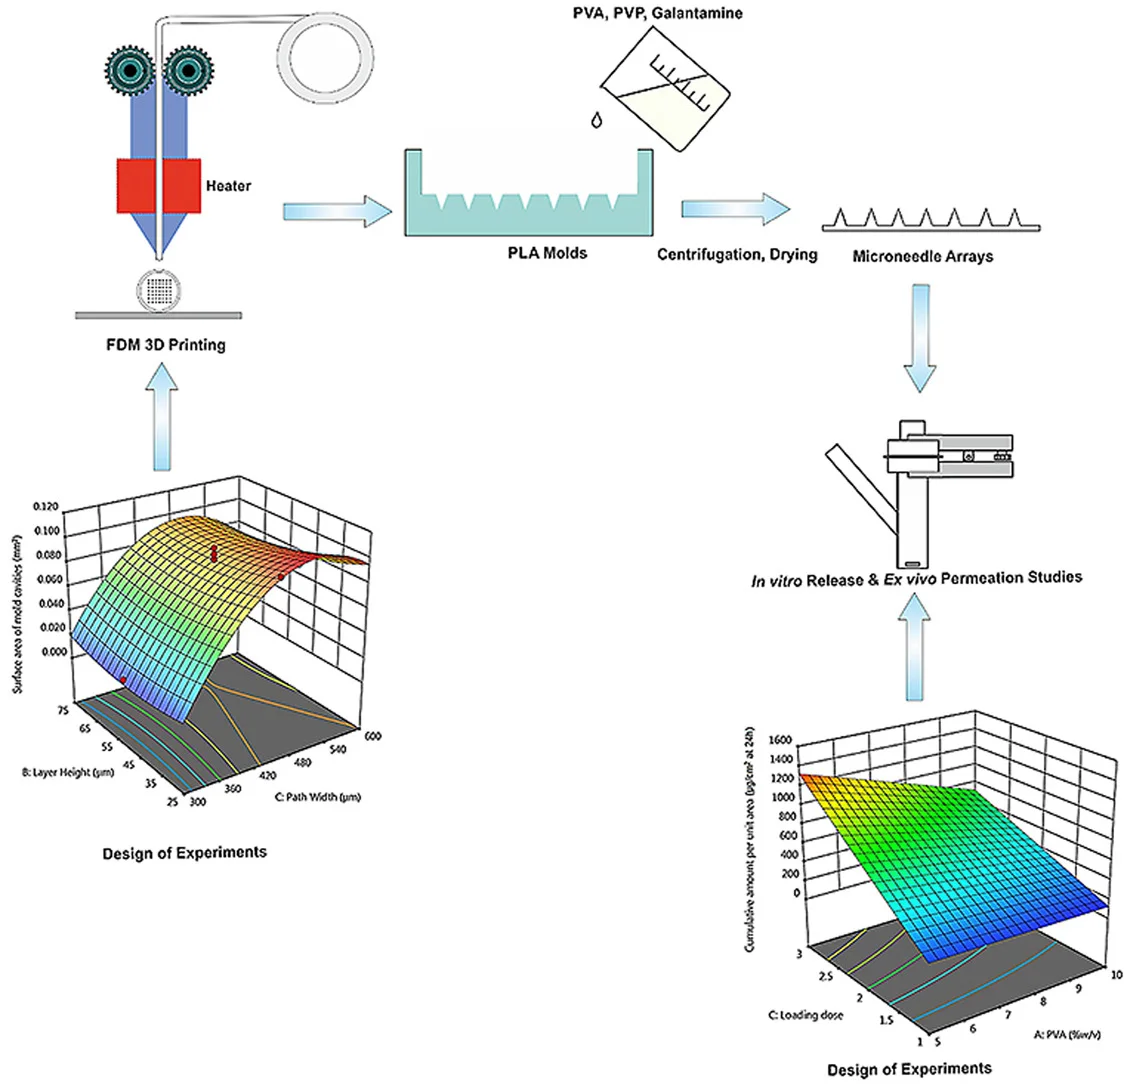 PVA, PVP, Galantamine
Heater
PLA Molds
Centrifugation, Drying
Microneedle Arrays
FDM 3D Printing
0.120
0.100
0.080
0.060
0.040
0.020
0.000
Surface area of mold cavities (mm²)
75
65
55
45
35
25
B: Layer Height (µm)
300
360
420
480
540
600
C: Path Width (µm)
Design of Experiments
In vitro Release & Ex vivo Permeation Studies
1600
1400
1200
1000
800
600
400
200
0
Cumulative amount per unit area (µg/cm² at 24h)
3
2.5
2
1.5
1
C: Loading dose
5
6
7
8
9
10
A: PVA (%w/v)
Design of Experiments